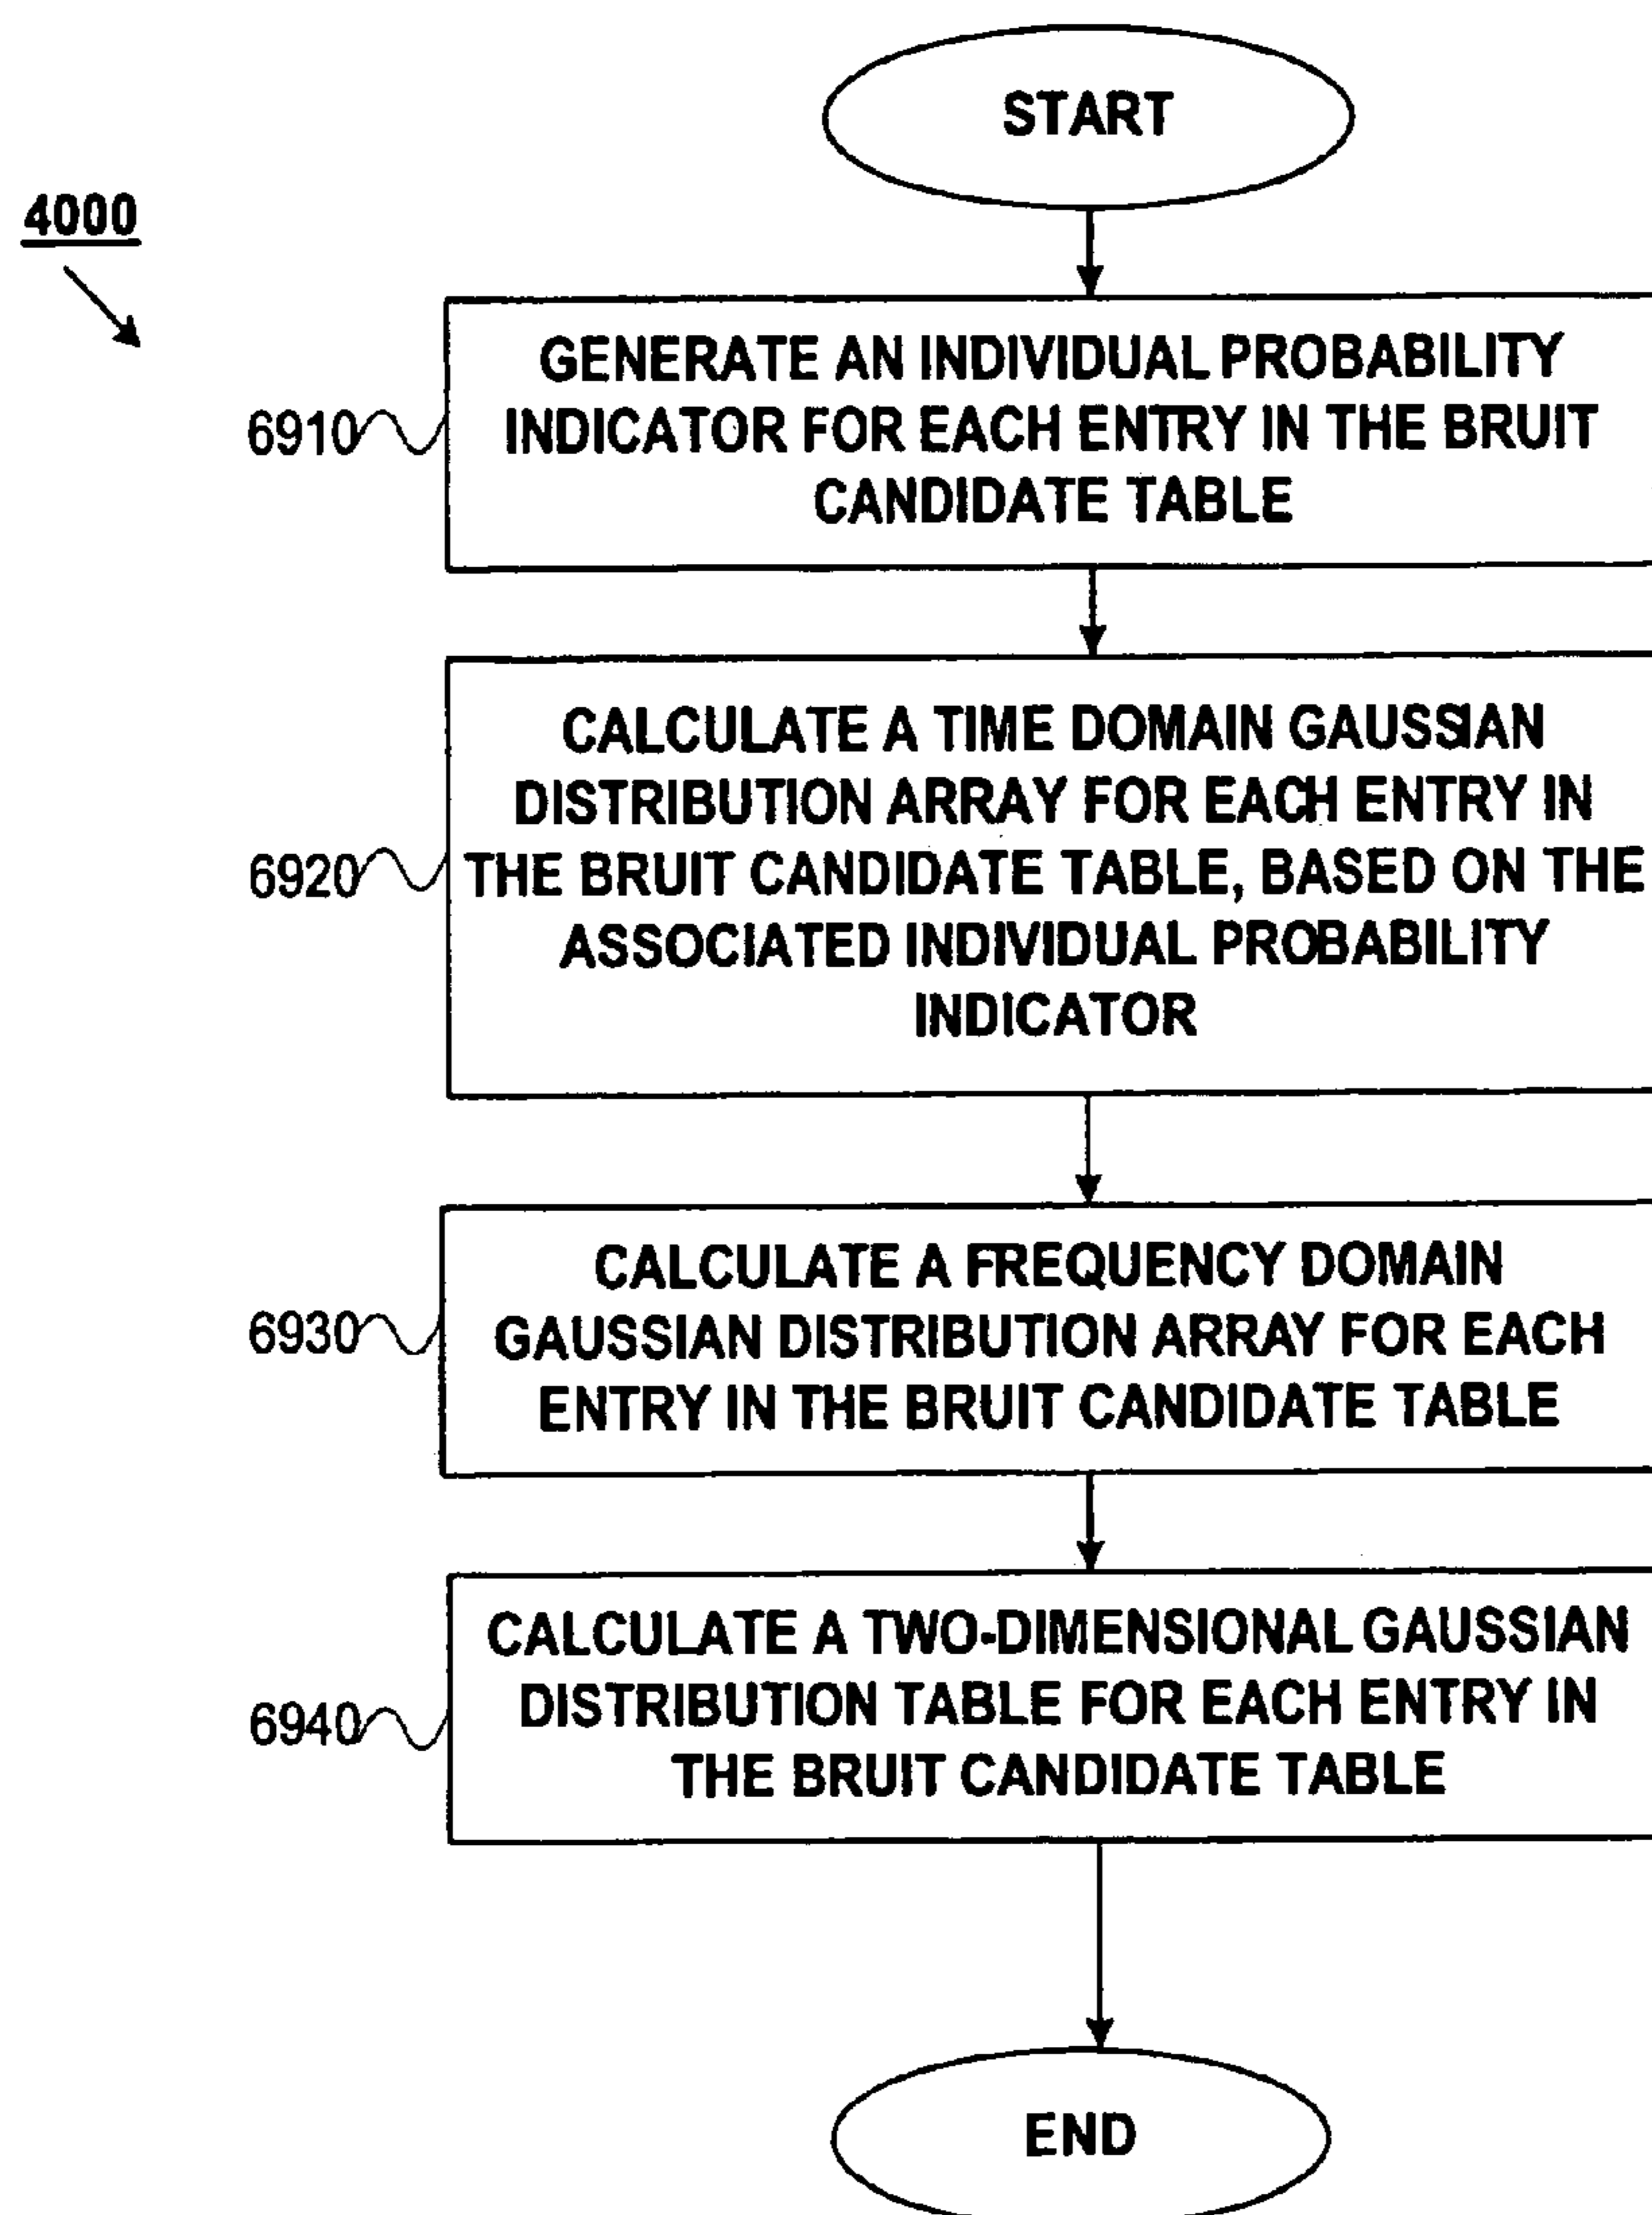 START
4000
GENERATE AN INDIVIDUAL PROBABILITY
6910 INDICATOR FOR EACH ENTRY IN THE BRUIT
CANDIDATE TABLE
CALCULATE A TIME DOMAIN GAUSSIAN
DISTRIBUTION ARRAY FOR EACH ENTRY IN
6920 THE BRUIT CANDIDATE TABLE, BASED ON THE
ASSOCIATED INDIVIDUAL PROBABILITY
INDICATOR
CALCULATE A FREQUENCY DOMAIN
6930 GAUSSIAN DISTRIBUTION ARRAY FOR EACH
ENTRY IN THE BRUIT CANDIDATE TABLE
CALCULATE A TWO-DIMENSIONAL GAUSSIAN
6940 DISTRIBUTION TABLE FOR EACH ENTRY IN
THE BRUIT CANDIDATE TABLE
END